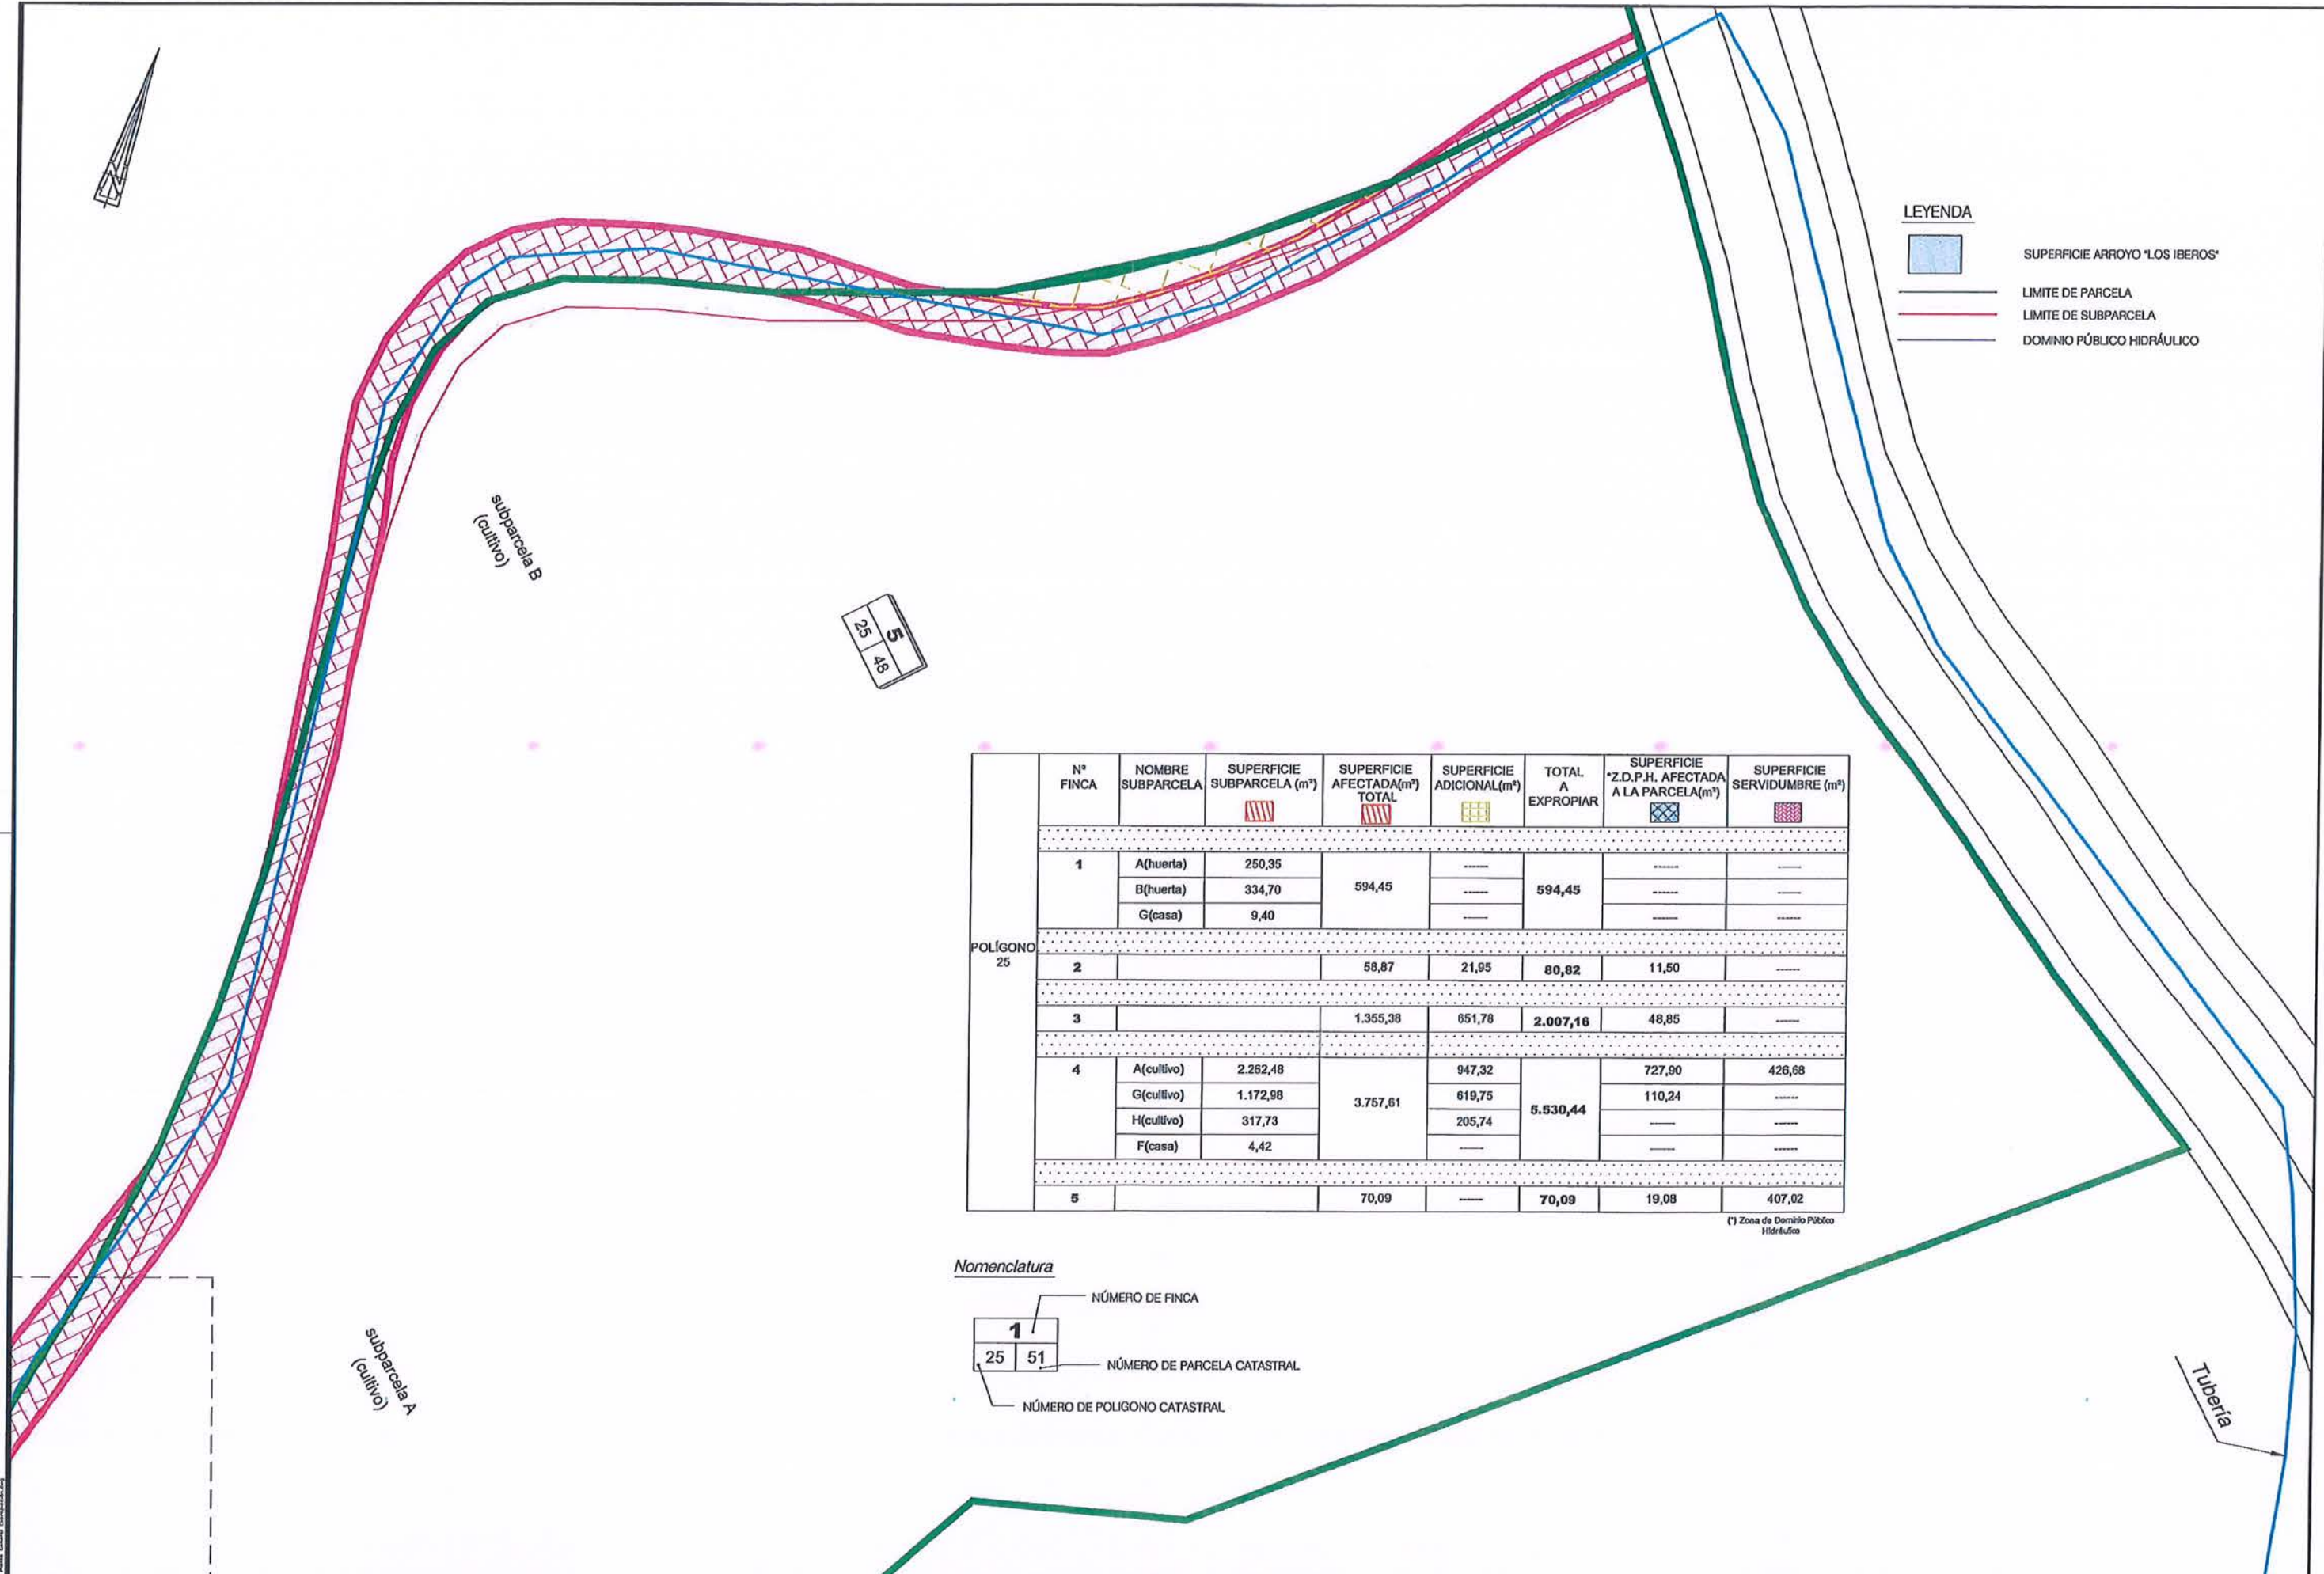 LEYENDA
SUPERFICIE ARROYO "LOS IBEROS"
LIMITE DE PARCELA
LIMITE DE SUBPARCELA
DOMINIO PÚBLICO HIDRÁULICO
subparcela B
(cultivo)
5
25 48
Nº FINCA
NOMBRE SUBPARCELA
SUPERFICIE SUBPARCELA (m²)
SUPERFICIE AFECTADA(m²) TOTAL
SUPERFICIE ADICIONAL(m²)
TOTAL A EXPROPIAR
SUPERFICIE *Z.D.P.H. AFECTADA A LA PARCELA(m²)
SUPERFICIE SERVIDUMBRE (m²)
POLÍGONO 25
1 A(huerta) 250,35 594,45 ------ 594,45 ------ ------
B(huerta) 334,70 ------ ------ ------
G(casa) 9,40 ------ ------ ------
2 58,87 21,95 80,82 11,50 ------
3 1.355,38 651,78 2.007,16 48,85 ------
4 A(cultivo) 2.262,48 3.757,61 947,32 5.530,44 727,90 426,68
G(cultivo) 1.172,98 619,75 110,24 ------
H(cultivo) 317,73 205,74 ------ ------
F(casa) 4,42 ------ ------ ------
5 70,09 ------ 70,09 19,08 407,02
(*) Zona de Dominio Público
Hidráulico
Nomenclatura
NÚMERO DE FINCA
1
25 51
NÚMERO DE PARCELA CATASTRAL
NÚMERO DE POLIGONO CATASTRAL
subparcela A
(cultivo)
Tubería